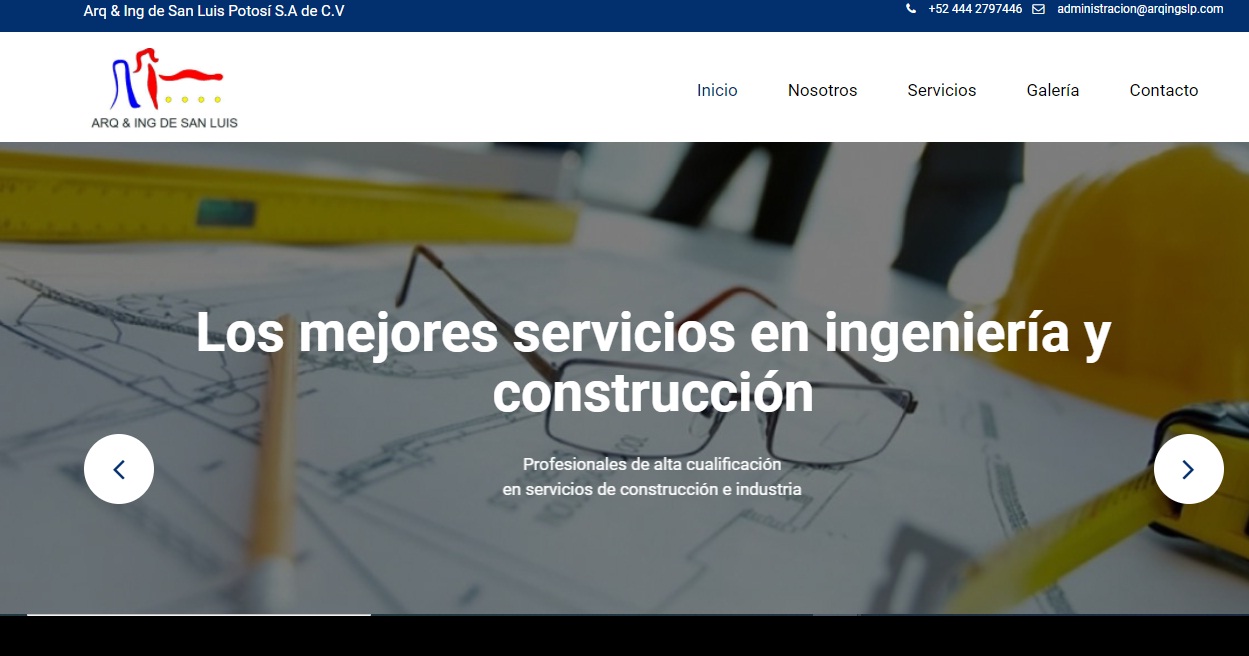 Arq & Ing de San Luis Potosí S.A de C.V
+52 444 2797446 administracion@arqingslp.com
ARQ & ING DE SAN LUIS
Inicio Nosotros Servicios Galería Contacto
Los mejores servicios en ingeniería y
construcción
Profesionales de alta cualificación
en servicios de construcción e industria